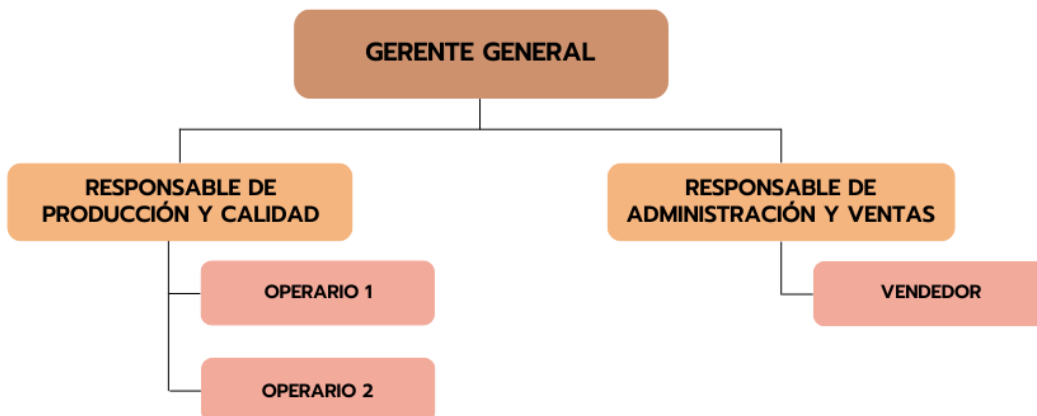 GERENTE GENERAL
RESPONSABLE DE
PRODUCCIÓN Y CALIDAD
RESPONSABLE DE
ADMINISTRACIÓN Y VENTAS
OPERARIO 1
VENDEDOR
OPERARIO 2